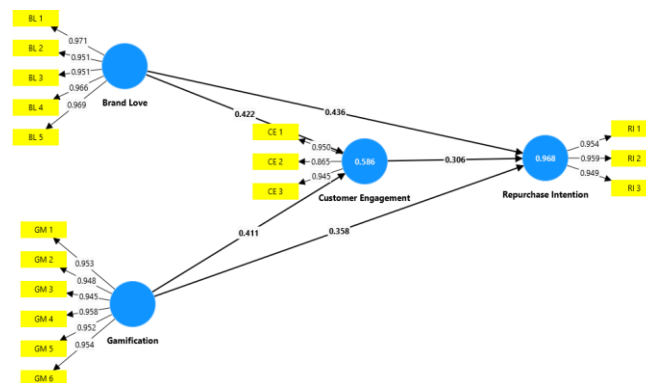 BL 1
0.971
BL 2
0.951
BL 3
0.951
BL 4
0.966
BL 5
0.969
Brand Love
0.422
0.436
CE 1
0.950
CE 2
0.865
CE 3
0.945
0.586
Customer Engagement
0.306
0.968
Repurchase Intention
0.954
RI 1
0.959
RI 2
0.949
RI 3
0.411
0.358
GM 1
0.953
GM 2
0.948
GM 3
0.945
GM 4
0.958
GM 5
0.952
GM 6
0.954
Gamification